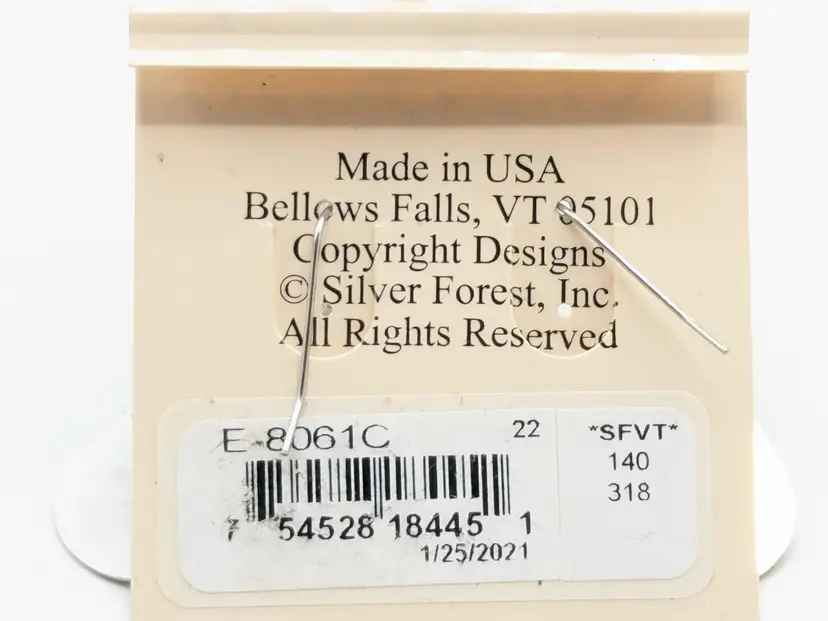 Made in USA
Bellows Falls, VT 05101
Copyright Designs
© Silver Forest, Inc.
All Rights Reserved
E-8061C 22
*SFVT*
140
318
7 54528 18445 1
1/25/2021